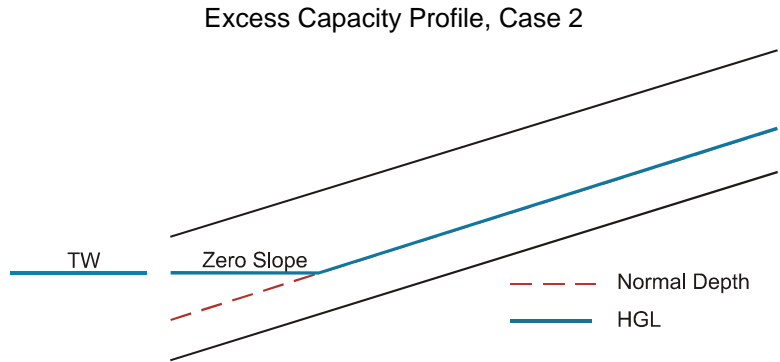 Excess Capacity Profile, Case 2
TW
Zero Slope
Normal Depth
HGL